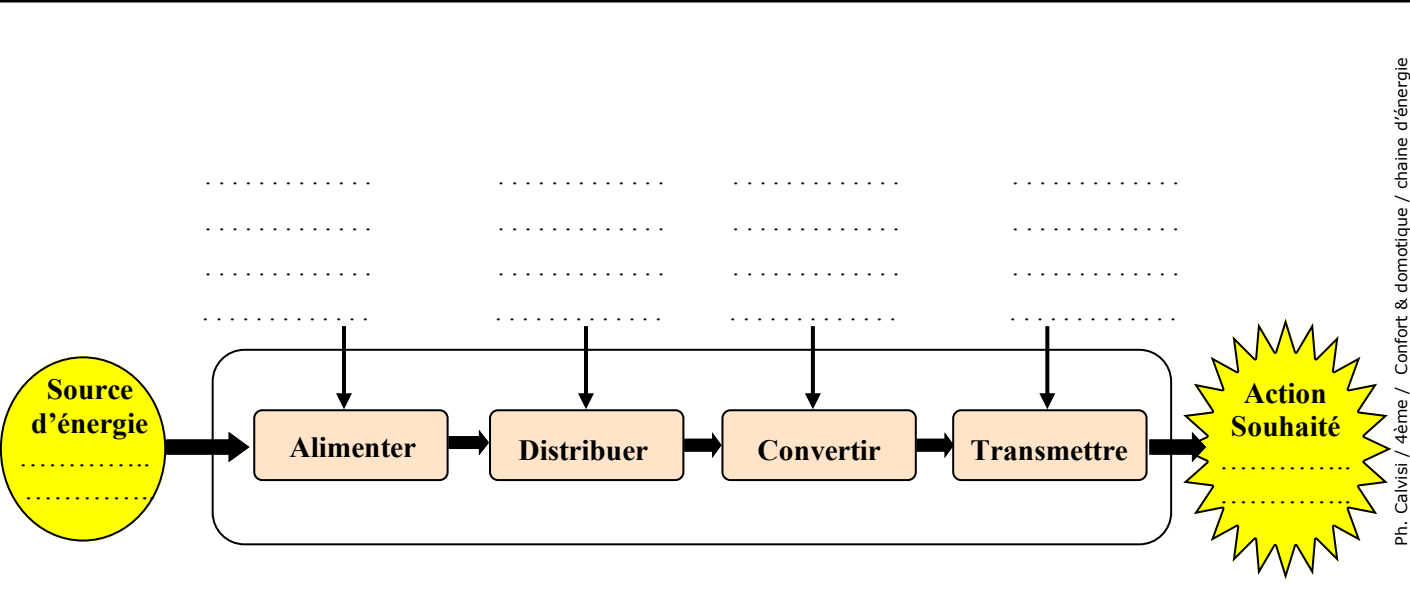 . . . . . . . . . . . . . . . . . . . . . . . . . . . . . . . . . . . . . . . . . . . . . . . . . . . .
. . . . . . . . . . . . . . . . . . . . . . . . . . . . . . . . . . . . . . . . . . . . . . . . . . . .
. . . . . . . . . . . . . . . . . . . . . . . . . . . . . . . . . . . . . . . . . . . . . . . . . . . .
. . . . . . . . . . . . . . . . . . . . . . . . . . . . . . . . . . . . . . . . . . . . . . . . . . . .
Source
d’énergie
..............
..............
Alimenter
Distribuer
Convertir
Transmettre
Action
Souhaité
..............
..............
Ph. Calvisi / 4ème / Confort & domotique / chaine d’énergie